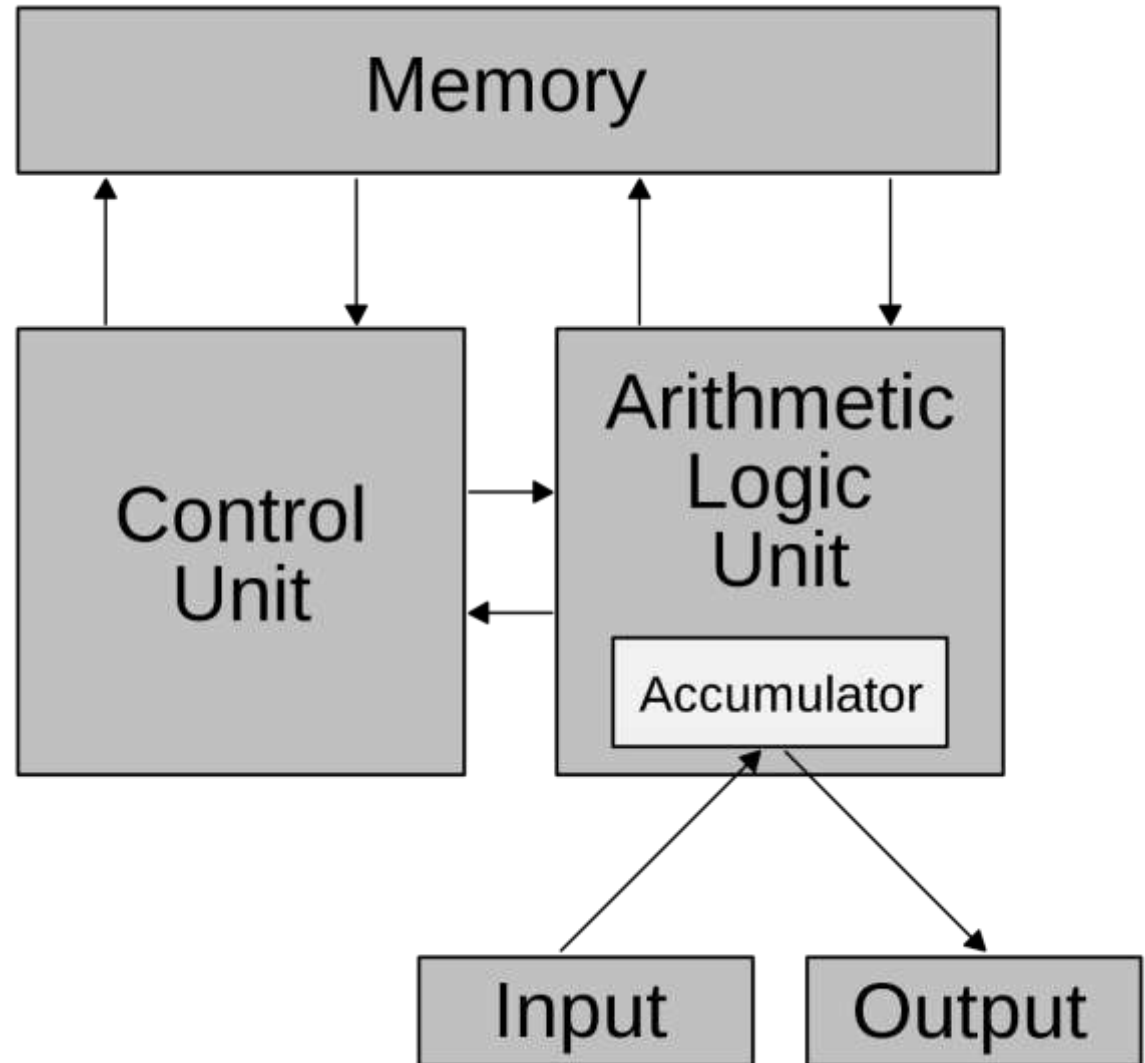 Memory
Control
Unit
Arithmetic
Logic
Unit
Accumulator
Input
Output